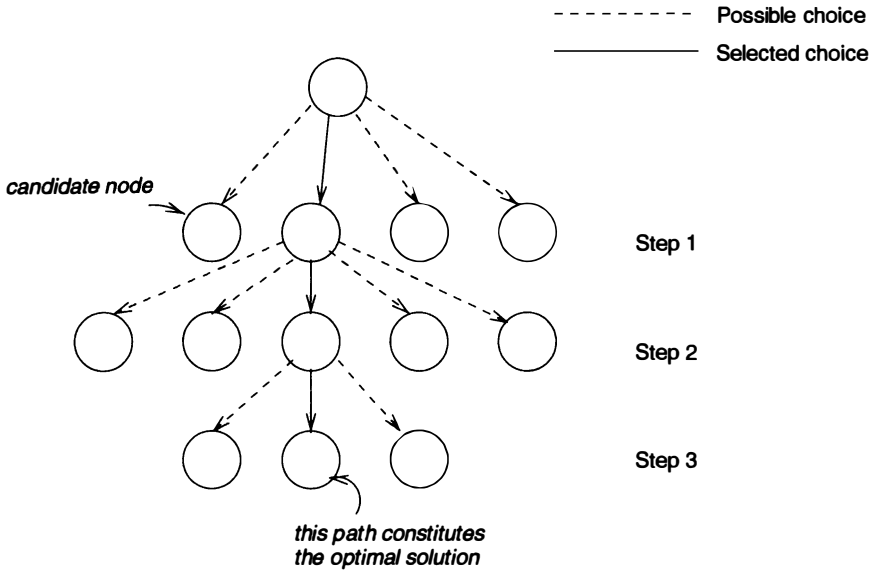 Possible choice
Selected choice
candidate node
Step 1
Step 2
Step 3
this path constitutes
the optimal solution